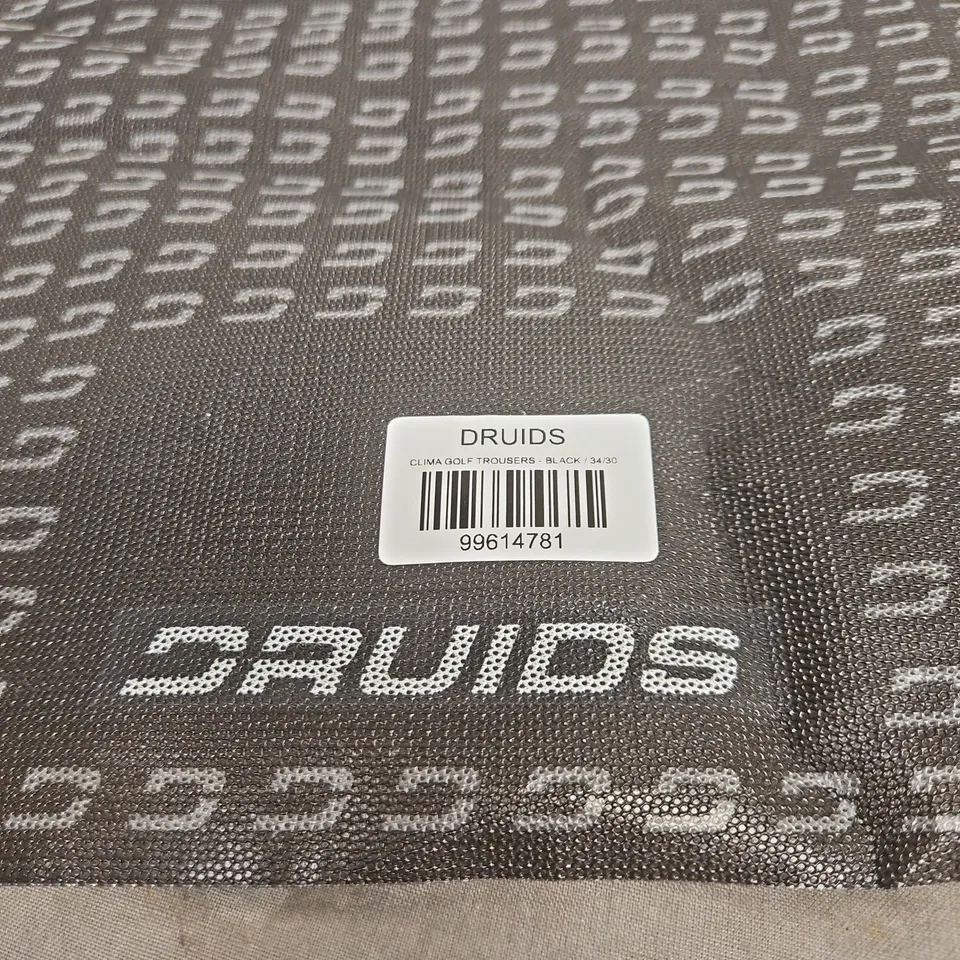 DRUIDS
CLIMA GOLF TROUSERS - BLACK / 34/30
99614781
DRUIDS